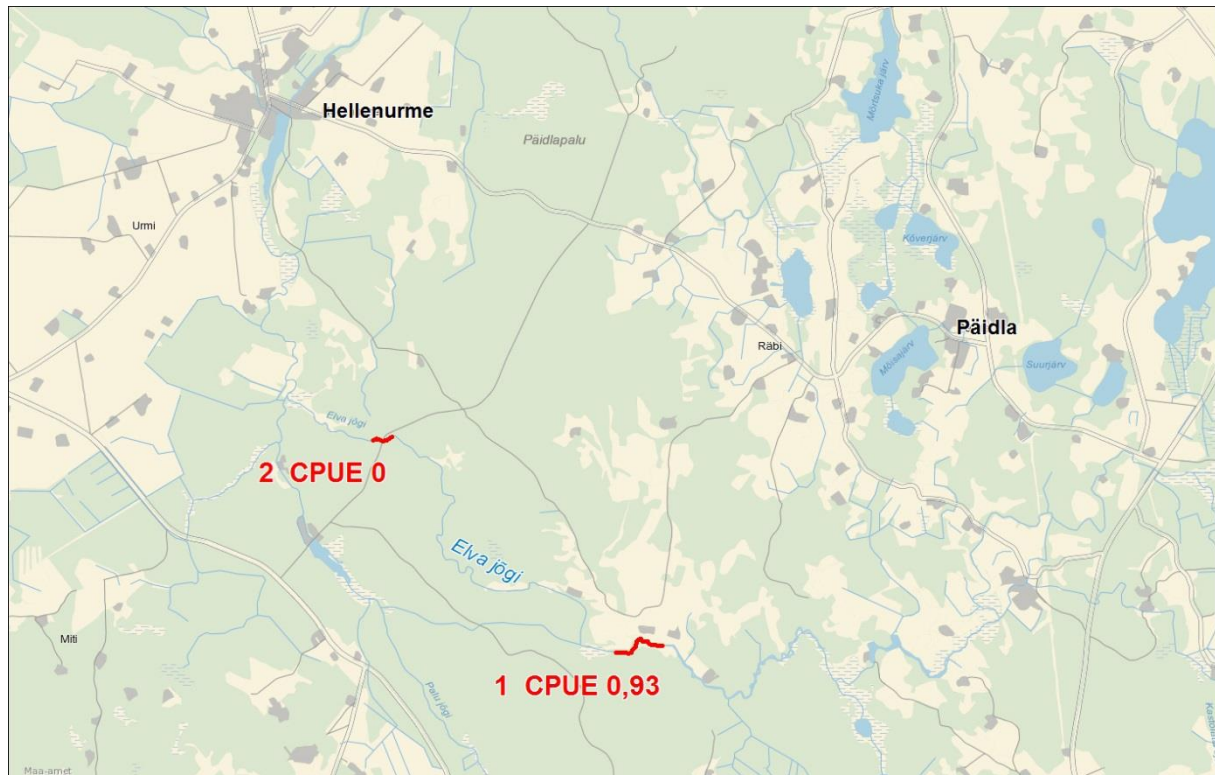 Mõrtsuka järv
Hellenurme
Päidlapalu
Urmi
Kõverjärv
Päidla
Räbi
Mõisajärv
Suurjärv
Elva jõgi
2 CPUE 0
Elva jõgi
Miti
1 CPUE 0,93
Palu jõgi
Maa-amet